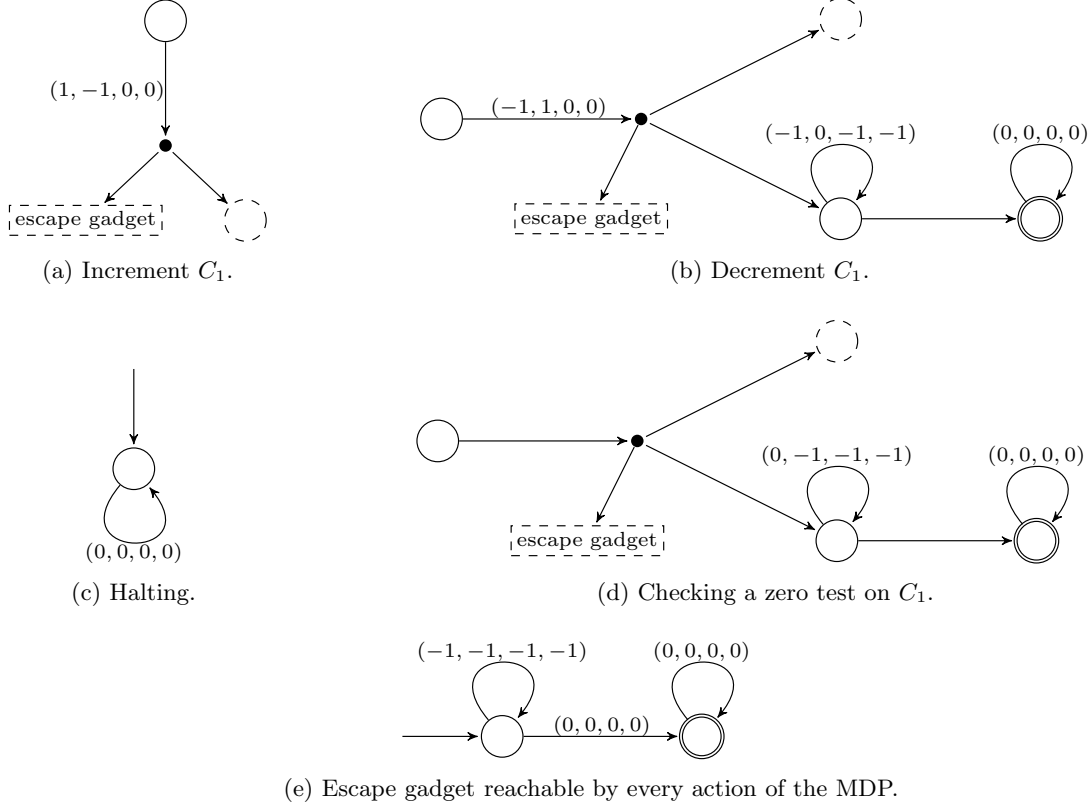 (1, −1, 0, 0)
escape gadget
(a) Increment C₁.
(−1, 1, 0, 0)
(−1, 0, −1, −1)
(0, 0, 0, 0)
escape gadget
(b) Decrement C₁.
(0, 0, 0, 0)
(c) Halting.
(0, −1, −1, −1)
(0, 0, 0, 0)
escape gadget
(d) Checking a zero test on C₁.
(−1, −1, −1, −1)
(0, 0, 0, 0)
(0, 0, 0, 0)
(e) Escape gadget reachable by every action of the MDP.